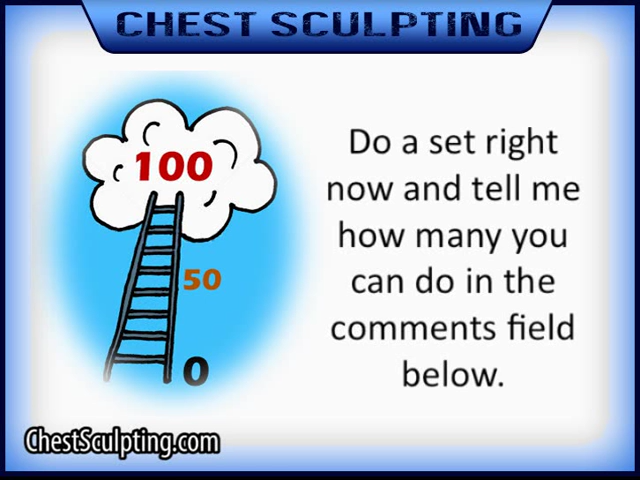 CHEST SCULPTING
100
50
0
Do a set right
now and tell me
how many you
can do in the
comments field
below.
ChestSculpting.com